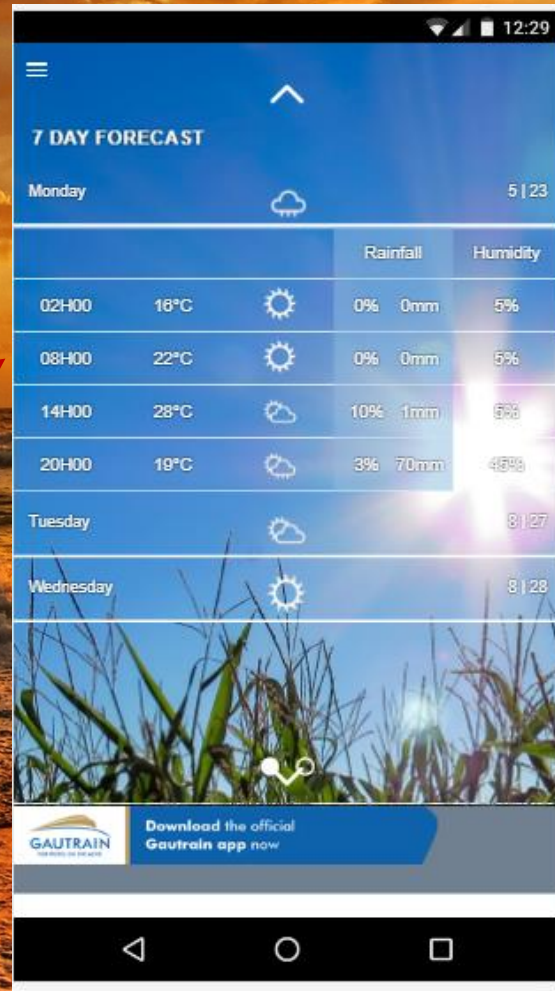 12:29
7 DAY FORECAST
Monday 5 | 23
Rainfall Humidity
02H00 16°C 0% 0mm 5%
08H00 22°C 0% 0mm 5%
14H00 28°C 10% 1mm 5%
20H00 19°C 3% 70mm 45%
Tuesday 8 | 27
Wednesday 8 | 28
GAUTRAIN
Download the official
Gautrain app now